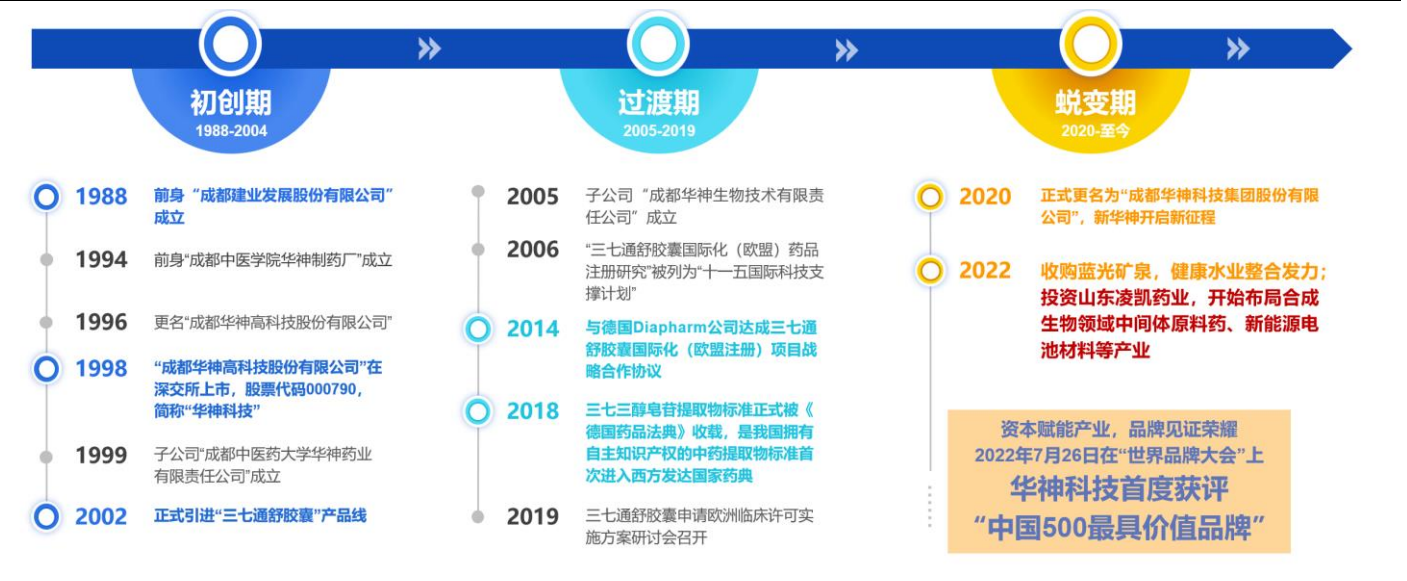 初创期
1988-2004
1988
前身“成都建业发展股份有限公司”
成立
1994
前身“成都中医学院华神制药厂”成立
1996
更名“成都华神高科技股份有限公司”
1998
“成都华神高科技股份有限公司”在
深交所上市，股票代码000790，
简称“华神科技”
1999
子公司“成都中医药大学华神药业
有限责任公司”成立
2002
正式引进“三七通舒胶囊”产品线
过渡期
2005-2019
2005
子公司“成都华神生物技术有限责
任公司”成立
2006
“三七通舒胶囊国际化（欧盟）药品
注册研究”被列为“十一五国际科技支
撑计划”
2014
与德国Diapharm公司达成三七通
舒胶囊国际化（欧盟注册）项目战
略合作协议
2018
三七三醇皂苷提取物标准正式被《
德国药品法典》收载，是我国拥有
自主知识产权的中药提取物标准首
次进入西方发达国家药典
2019
三七通舒胶囊申请欧洲临床许可实
施方案研讨会召开
蜕变期
2020-至今
2020
正式更名为“成都华神科技集团股份有限
公司”，新华神开启新征程
2022
收购蓝光矿泉，健康水业整合发力；
投资山东凌凯药业，开始布局合成
生物领域中间体原料药、新能源电
池材料等产业
资本赋能产业，品牌见证荣耀
2022年7月26日在“世界品牌大会”上
华神科技首度获评
“中国500最具价值品牌”